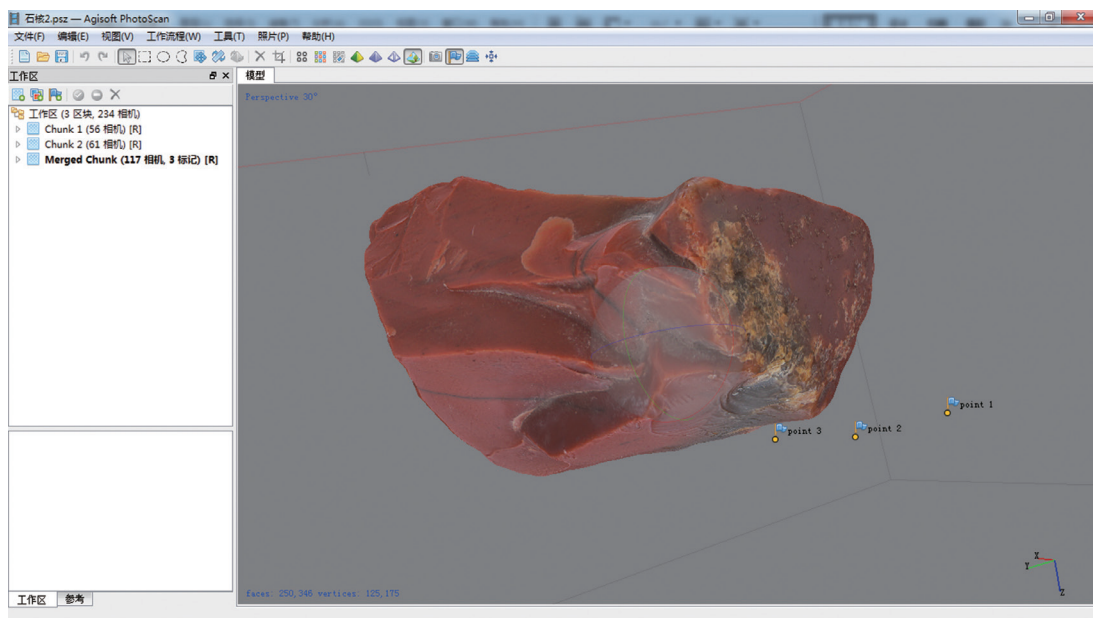 石核2.psz — Agisoft PhotoScan
文件(F) 编辑(E) 视图(V) 工作流程(W) 工具(T) 照片(P) 帮助(H)
工作区
模型
Perspective 30°
工作区 (3 区块, 234 相机)
Chunk 1 (56 相机) [R]
Chunk 2 (61 相机) [R]
Merged Chunk (117 相机, 3 标记) [R]
point 1
point 2
point 3
X
Y
Z
faces: 250,346 vertices: 125,175
工作区 参考